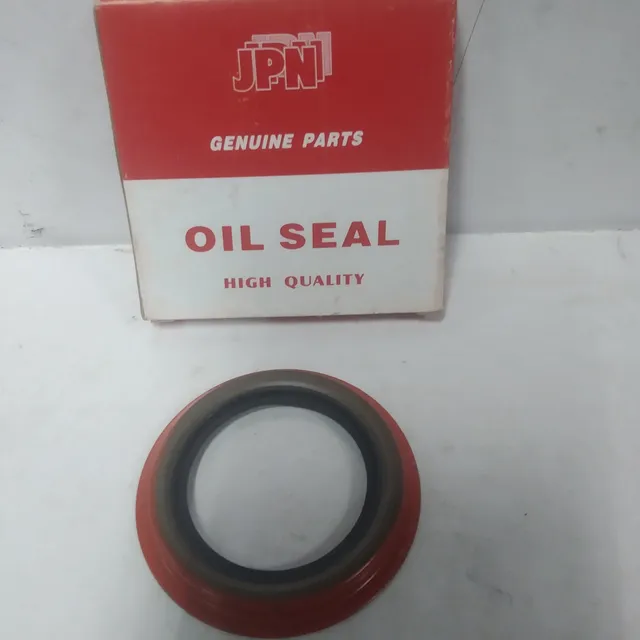 JPN
GENUINE PARTS
OIL SEAL
HIGH QUALITY